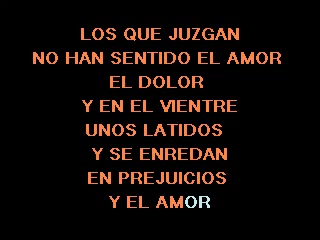 LOS QUE JUZGAN
NO HAN SENTIDO EL AMOR
EL DOLOR
Y EN EL VIENTRE
UNOS LATIDOS
Y SE ENREDAN
EN PREJUICIOS
Y EL AMOR